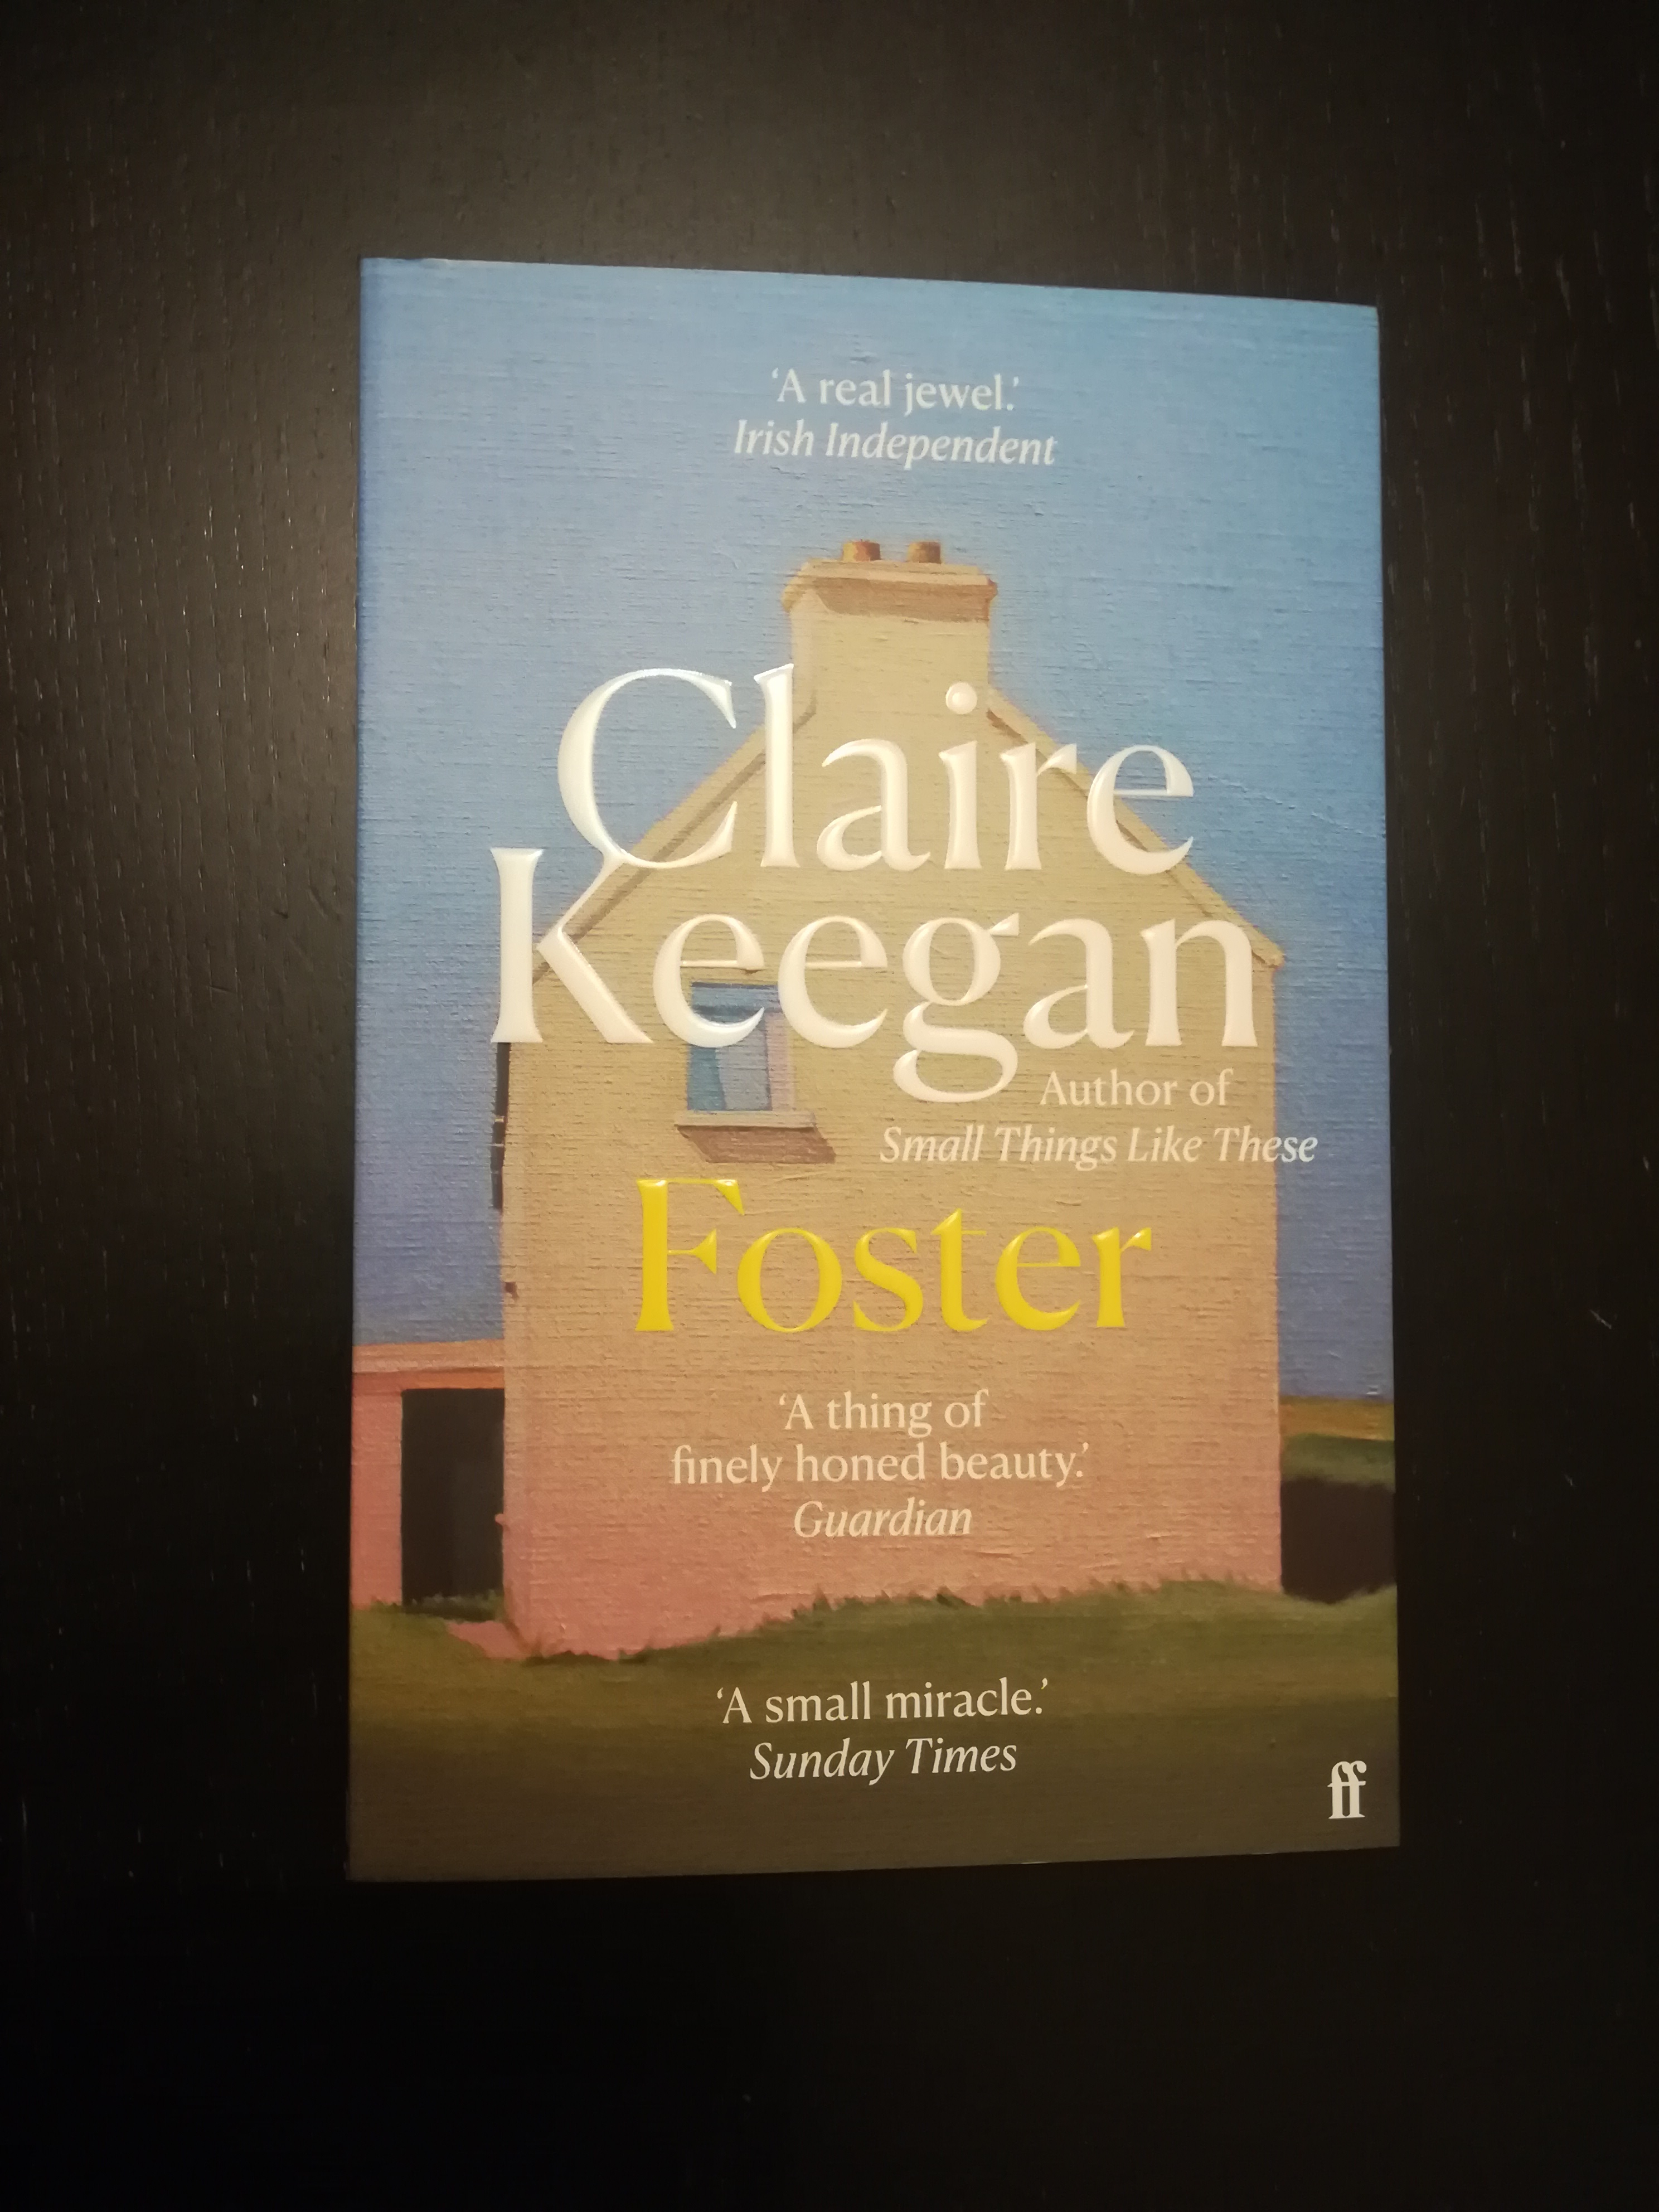 ‘A real jewel.’
Irish Independent
Claire
Keegan
Author of
Small Things Like These
Foster
‘A thing of
finely honed beauty.’
Guardian
‘A small miracle.’
Sunday Times
ff